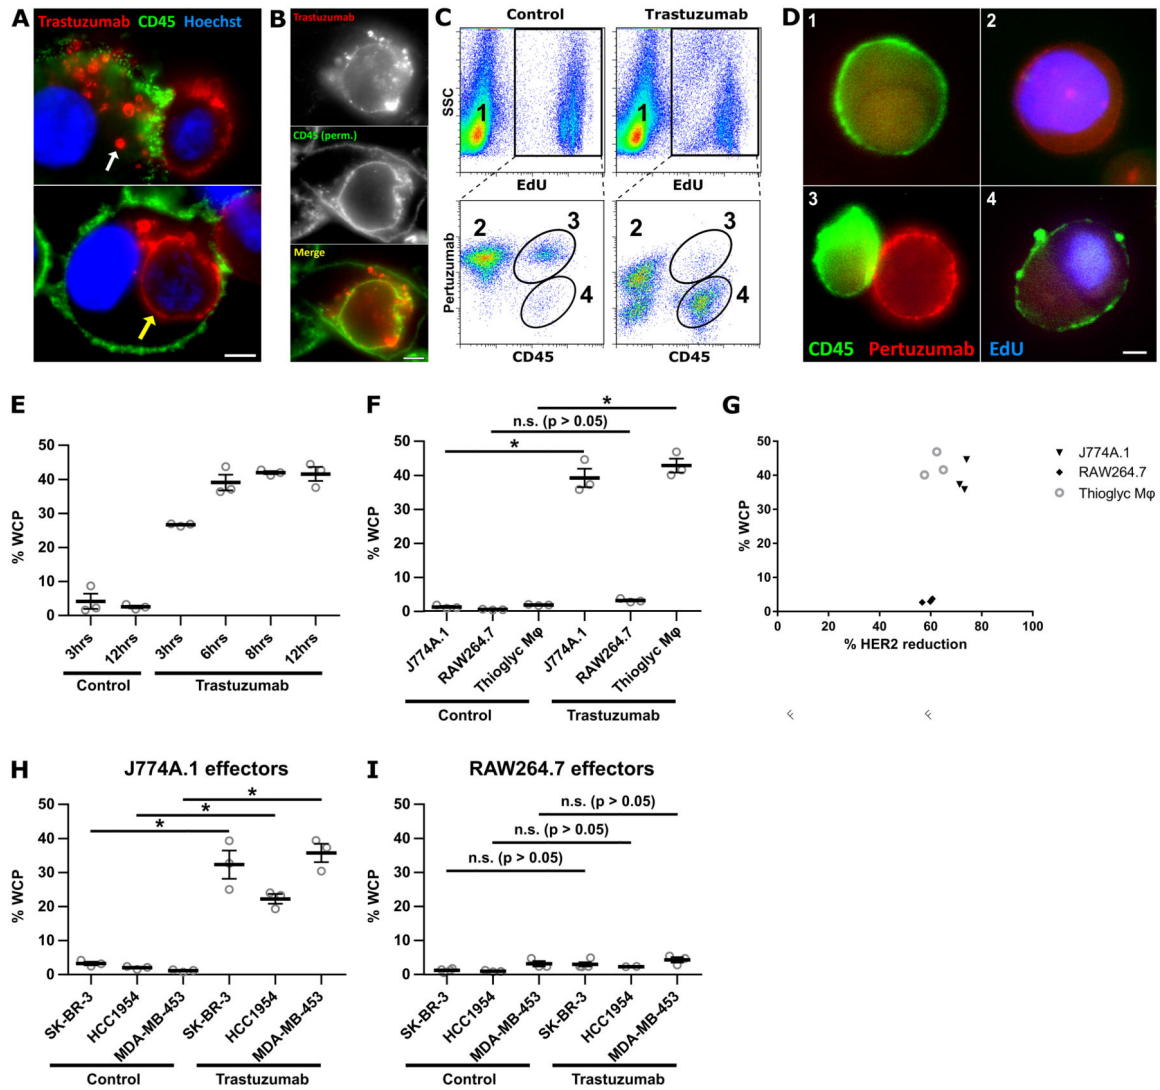 A
Trastuzumab CD45 Hoechst
B
Trastuzumab
CD45 (perm.)
Merge
C
Control
Trastuzumab
SSC
1
1
EdU
EdU
Pertuzumab
2
3
4
2
3
4
CD45
CD45
D
1
2
3
4
CD45 Pertuzumab EdU
E
% WCP
50
40
30
20
10
0
3hrs
12hrs
3hrs
6hrs
8hrs
12hrs
Control
Trastuzumab
F
*
n.s. (p > 0.05)
*
% WCP
50
40
30
20
10
0
J774A.1
RAW264.7
Thioglyc Mφ
J774A.1
RAW264.7
Thioglyc Mφ
Control
Trastuzumab
G
% WCP
50
40
30
20
10
0
0 20 40 60 80 100
% HER2 reduction
J774A.1
RAW264.7
Thioglyc Mφ
H
J774A.1 effectors
*
*
*
% WCP
50
40
30
20
10
0
SK-BR-3
HCC1954
MDA-MB-453
SK-BR-3
HCC1954
MDA-MB-453
Control
Trastuzumab
I
RAW264.7 effectors
n.s. (p > 0.05)
n.s. (p > 0.05)
n.s. (p > 0.05)
% WCP
50
40
30
20
10
0
SK-BR-3
HCC1954
MDA-MB-453
SK-BR-3
HCC1954
MDA-MB-453
Control
Trastuzumab